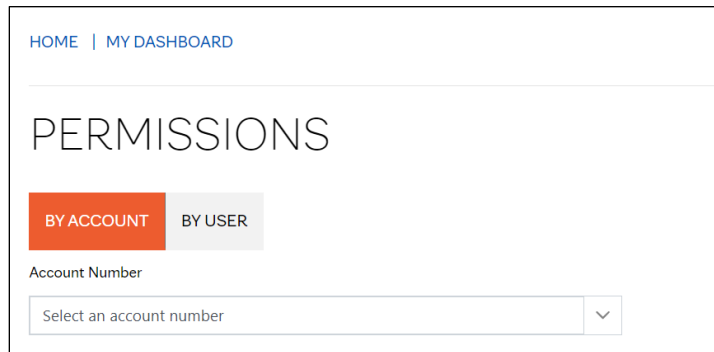 HOME | MY DASHBOARD
PERMISSIONS
BY ACCOUNT BY USER
Account Number
Select an account number